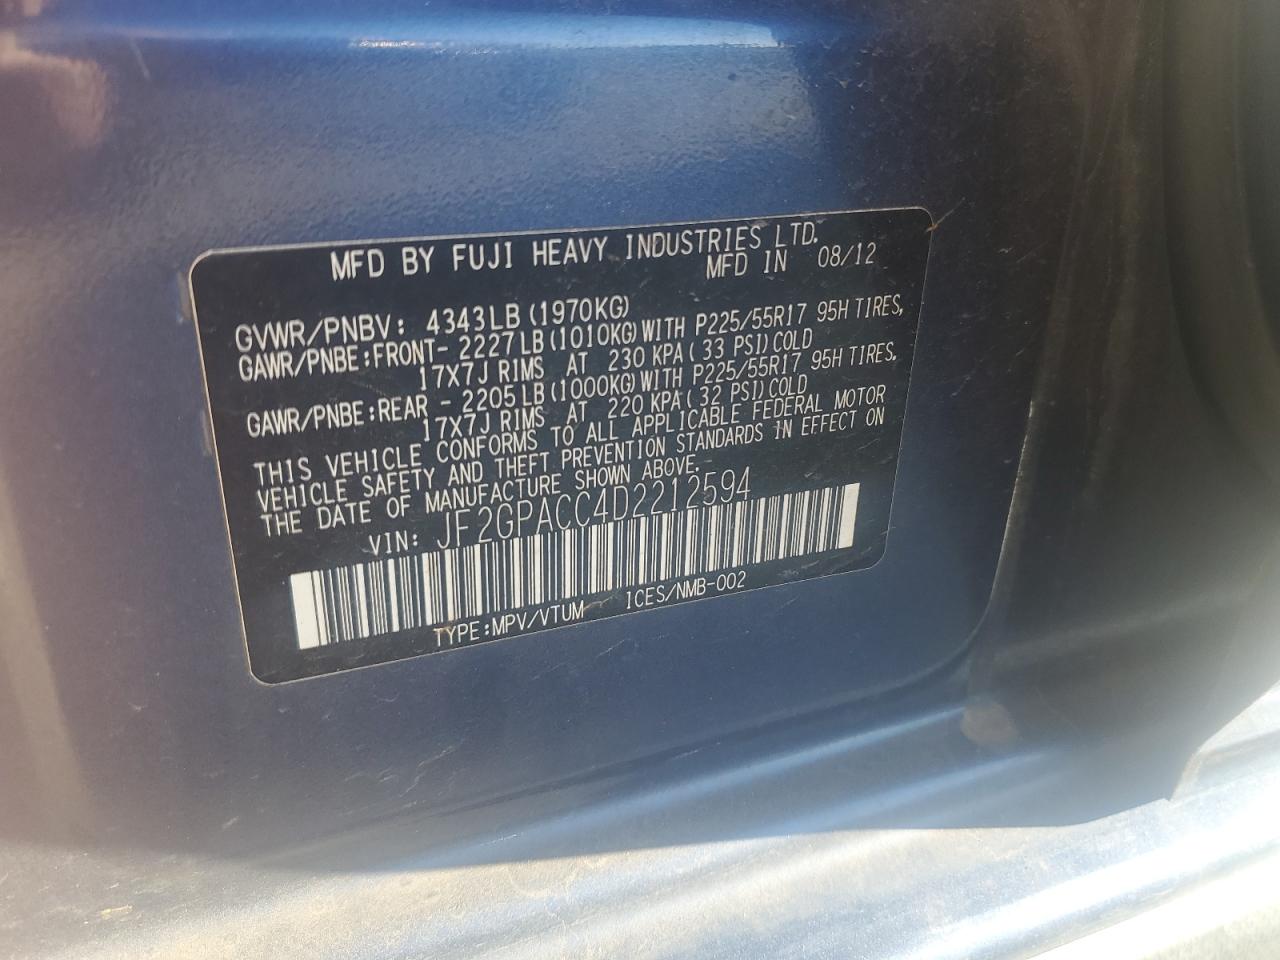 MFD BY FUJI HEAVY INDUSTRIES LTD.
MFD IN 08/12
GVWR/PNBV: 4343LB (1970KG)
GAWR/PNBE:FRONT- 2227LB (1010KG) WITH P225/55R17 95H TIRES,
17X7J RIMS AT 230 KPA (33 PSI) COLD
GAWR/PNBE:REAR - 2205LB (1000KG) WITH P225/55R17 95H TIRES.
17X7J RIMS AT 220 KPA (32 PSI) COLD
THIS VEHICLE CONFORMS TO ALL APPLICABLE FEDERAL MOTOR
VEHICLE SAFETY AND THEFT PREVENTION STANDARDS IN EFFECT ON
THE DATE OF MANUFACTURE SHOWN ABOVE.
VIN: JF2GPACC4D2212594
TYPE:MPV/VTUM 1CES/NMB-002